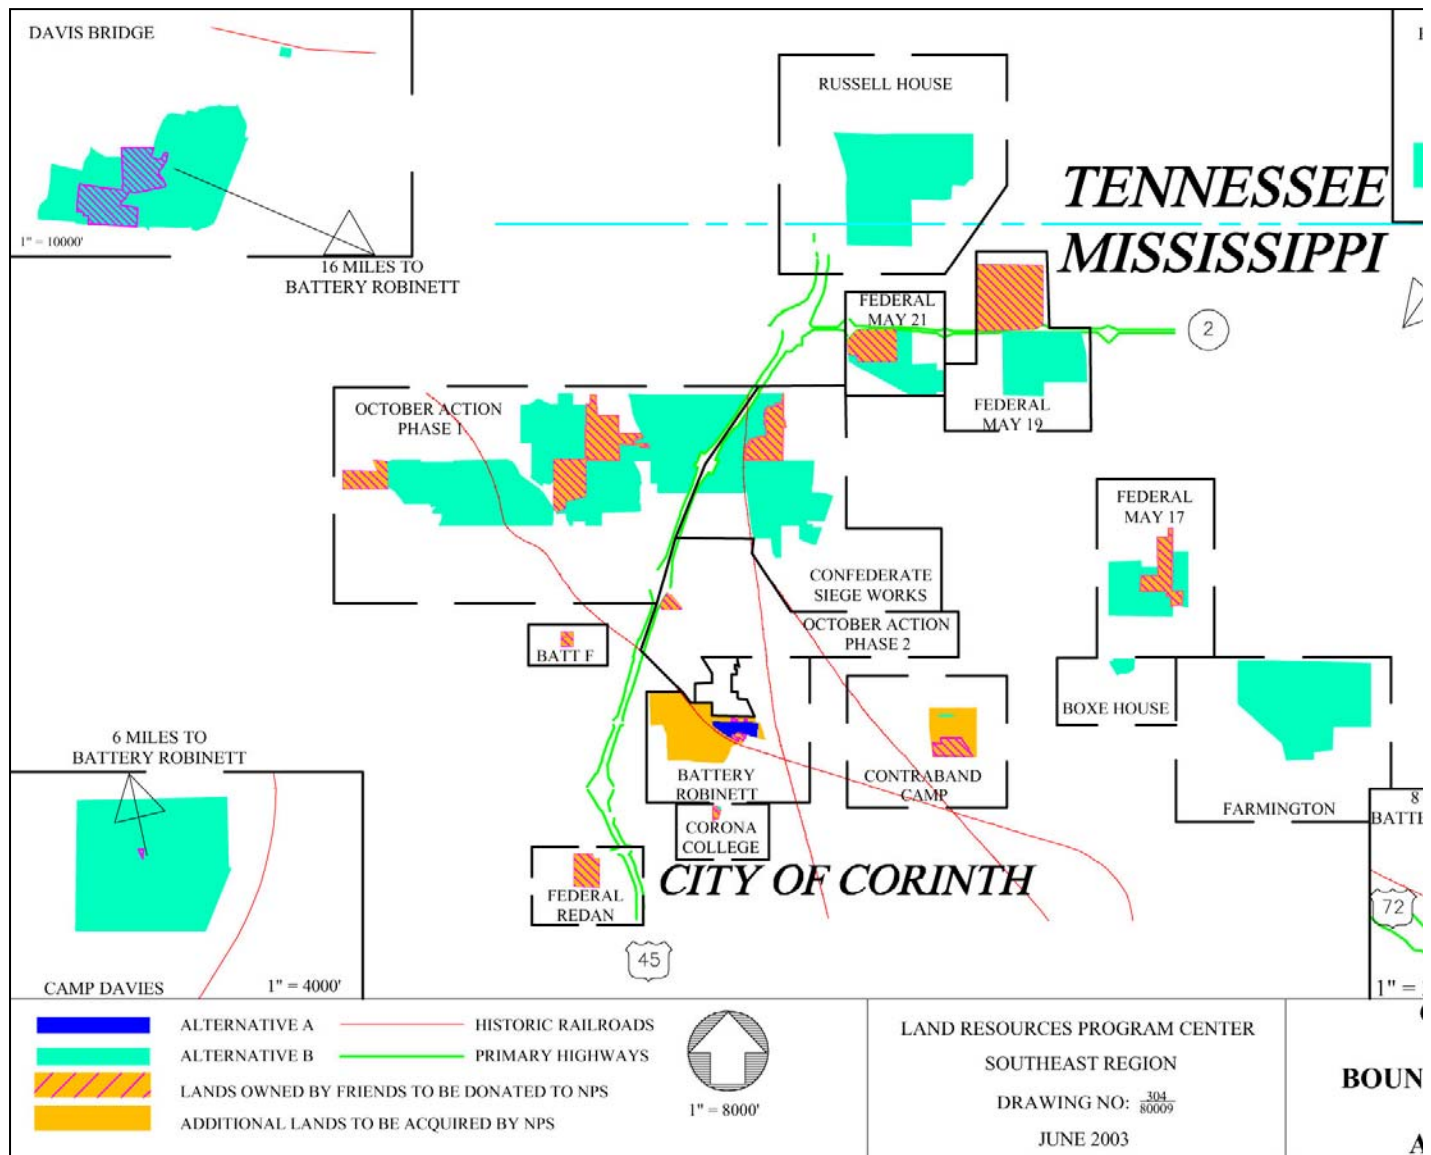 DAVIS BRIDGE
1" = 10000'
16 MILES TO
BATTERY ROBINETT
RUSSELL HOUSE
TENNESSEE
MISSISSIPPI
FEDERAL
MAY 21
2
FEDERAL
MAY 19
OCTOBER ACTION
PHASE 1
FEDERAL
MAY 17
CONFEDERATE
SIEGE WORKS
OCTOBER ACTION
PHASE 2
BATT F
BOXE HOUSE
6 MILES TO
BATTERY ROBINETT
BATTERY
ROBINETT
CONTRABAND
CAMP
FARMINGTON
8
BATTE
CORONA
COLLEGE
CITY OF CORINTH
FEDERAL
REDAN
72
45
CAMP DAVIES
1" = 4000'
1" =
ALTERNATIVE A
HISTORIC RAILROADS
ALTERNATIVE B
PRIMARY HIGHWAYS
LANDS OWNED BY FRIENDS TO BE DONATED TO NPS
ADDITIONAL LANDS TO BE ACQUIRED BY NPS
1" = 8000'
LAND RESOURCES PROGRAM CENTER
SOUTHEAST REGION
DRAWING NO: 304/80009
JUNE 2003
BOUN
A